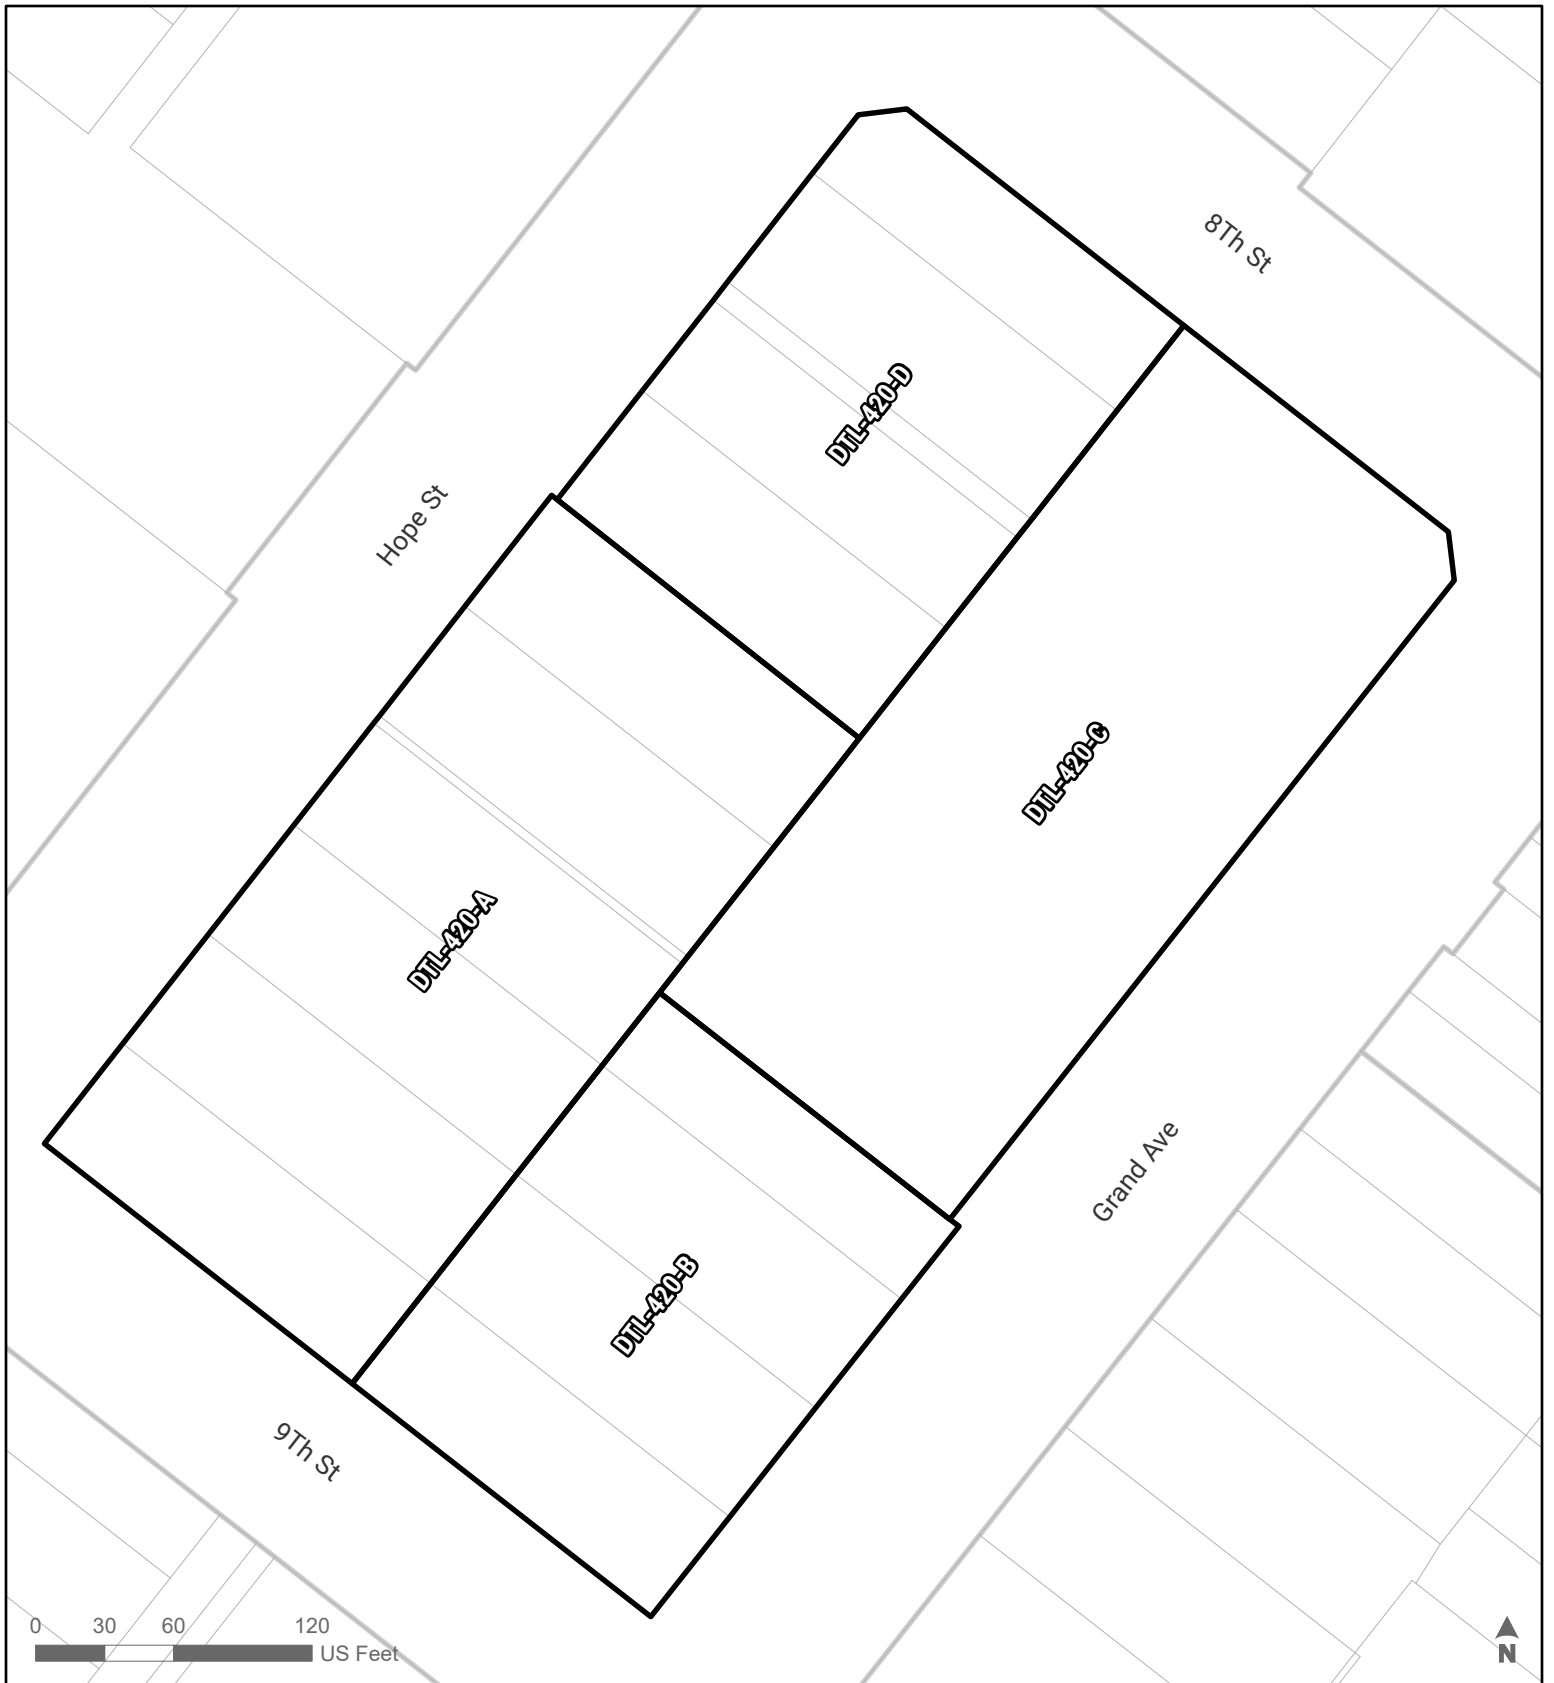 8Th St
DTL-420-D
Hope St
DTL-420-C
DTL-420-A
Grand Ave
DTL-420-B
9Th St
0 30 60 120
US Feet
N